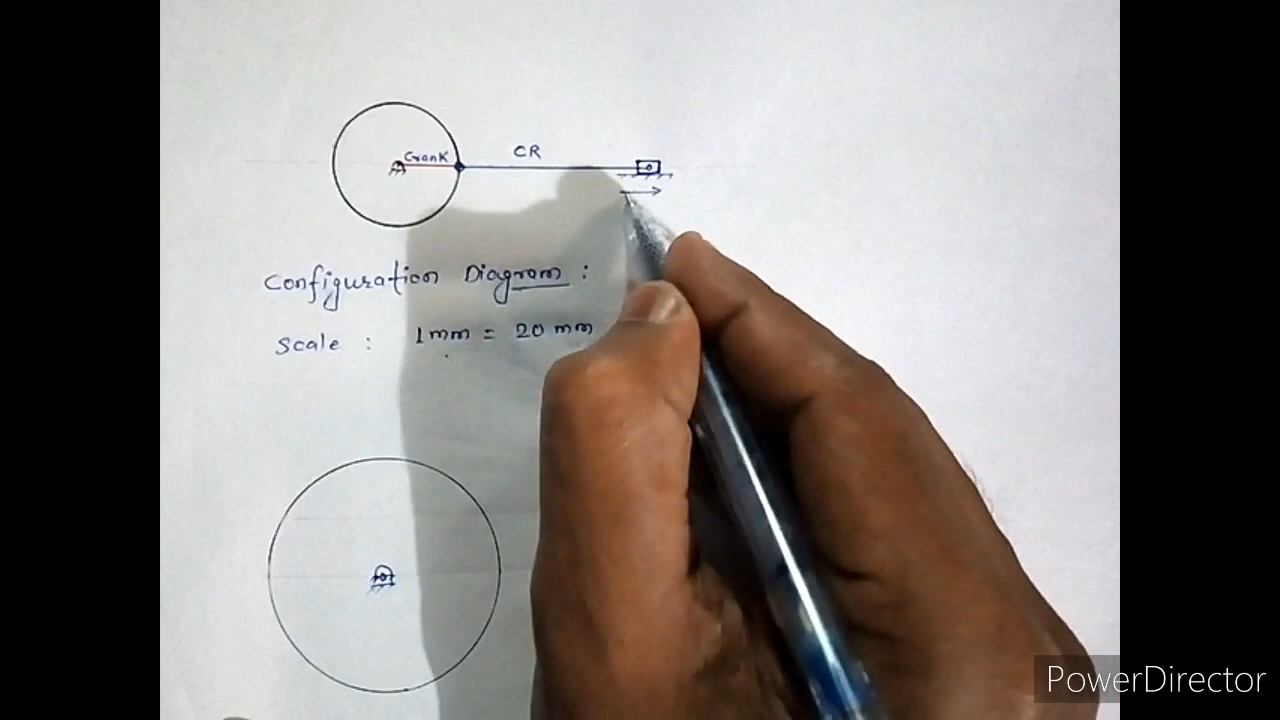 Crank CR
Configuration Diagram :
Scale : 1mm = 20 mm
PowerDirector